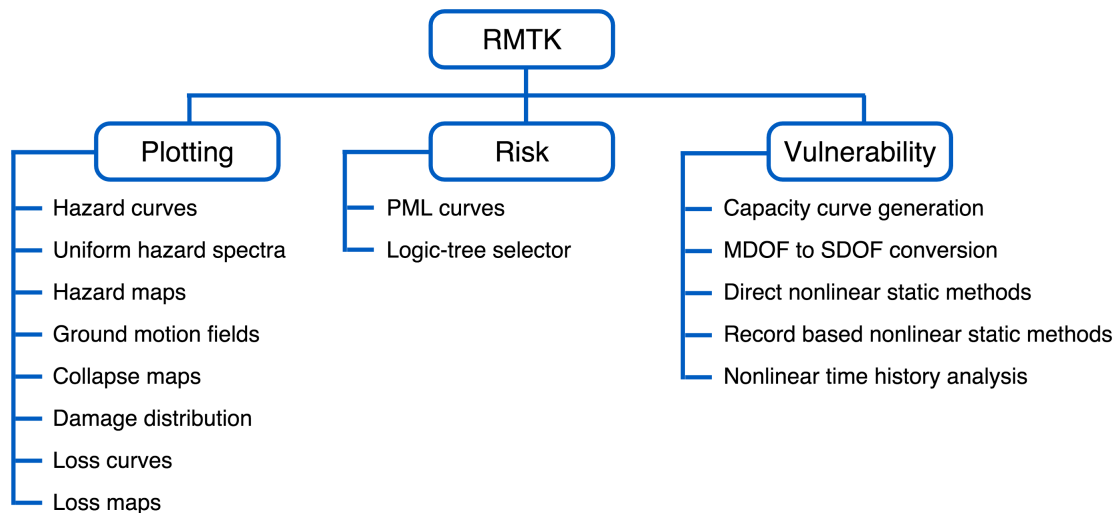 RMTK
Plotting
Hazard curves
Uniform hazard spectra
Hazard maps
Ground motion fields
Collapse maps
Damage distribution
Loss curves
Loss maps
Risk
PML curves
Logic-tree selector
Vulnerability
Capacity curve generation
MDOF to SDOF conversion
Direct nonlinear static methods
Record based nonlinear static methods
Nonlinear time history analysis